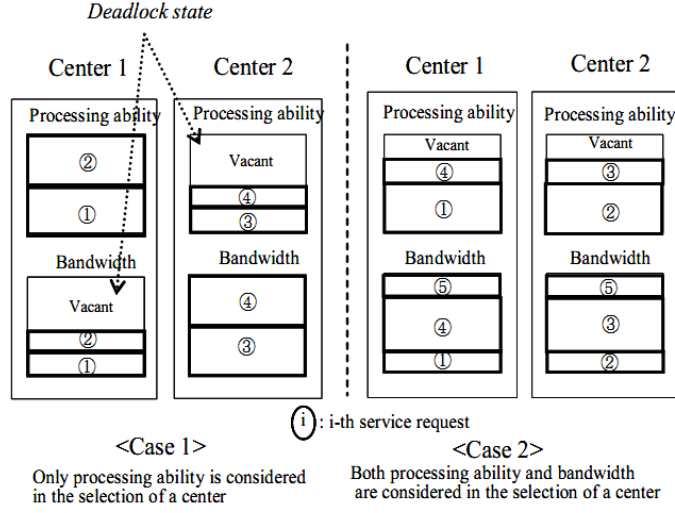 Deadlock state
Center 1
Center 2
Processing ability
②
①
Bandwidth
Vacant
②
①
Processing ability
Vacant
④
③
Bandwidth
④
③
Center 1
Center 2
Processing ability
Vacant
④
①
Bandwidth
⑤
④
①
Processing ability
Vacant
③
②
Bandwidth
⑤
③
②
i : i-th service request
<Case 1>
Only processing ability is considered
in the selection of a center
<Case 2>
Both processing ability and bandwidth
are considered in the selection of a center